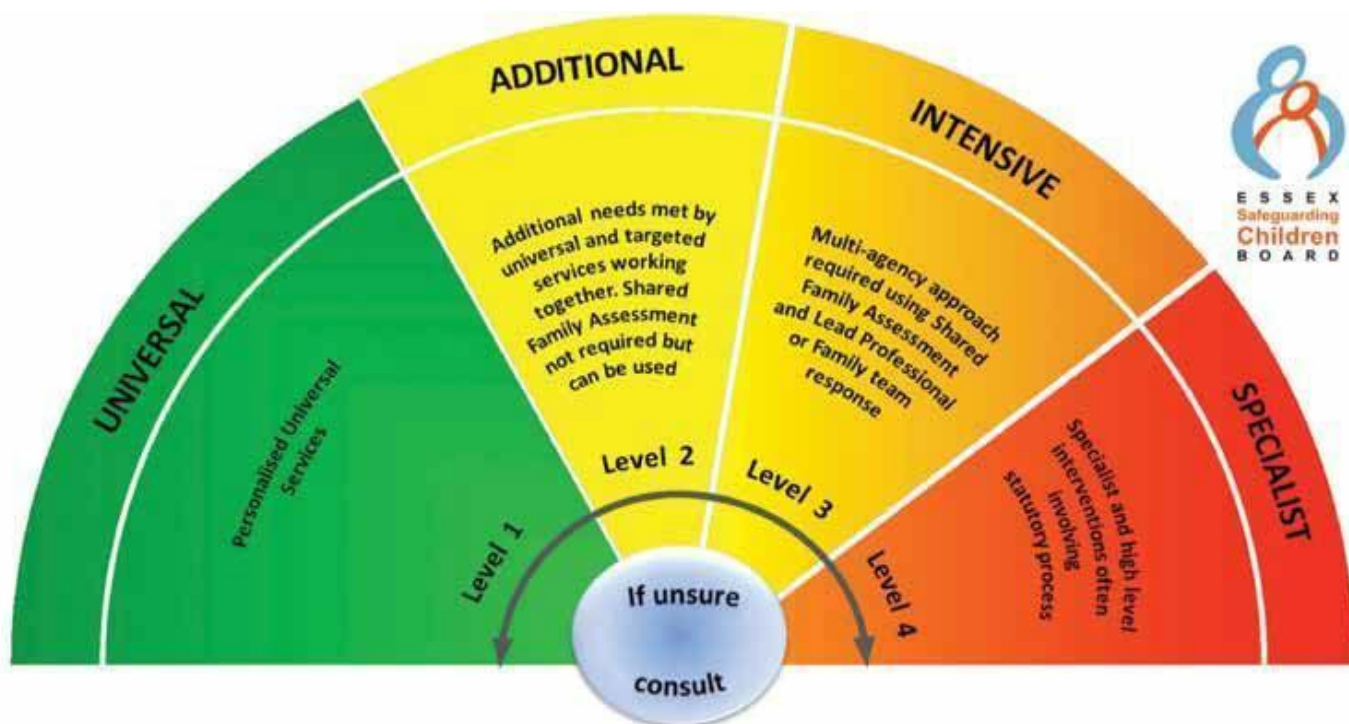 UNIVERSAL
Personalised Universal
Services
Level 1
ADDITIONAL
Additional needs met by
universal and targeted
services working
together. Shared
Family Assessment
not required but
can be used
Level 2
INTENSIVE
Multi-agency approach
required using Shared
Family Assessment
and Lead Professional
or Family team
response
Level 3
SPECIALIST
Specialist and high level
interventions often
involving
statutory process
Level 4
If unsure
consult
ESSEX
Safeguarding
Children
BOARD